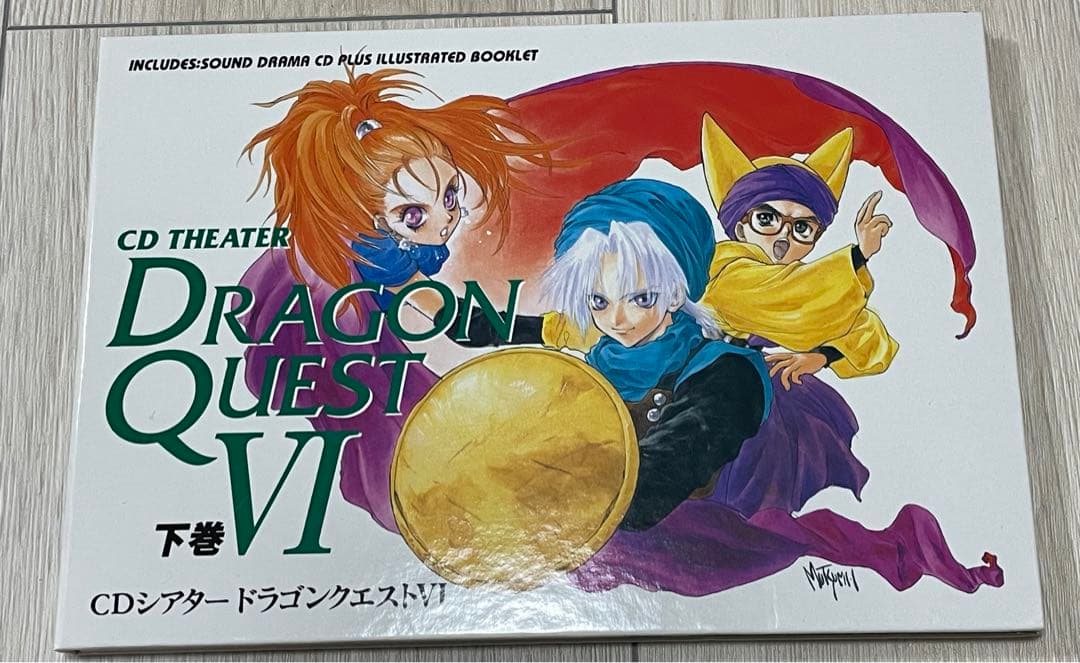 INCLUDES:SOUND DRAMA CD PLUS ILLUSTRATED BOOKLET
CD THEATER
DRAGON
QUEST
VI
下巻
CDシアター ドラゴンクエストVI